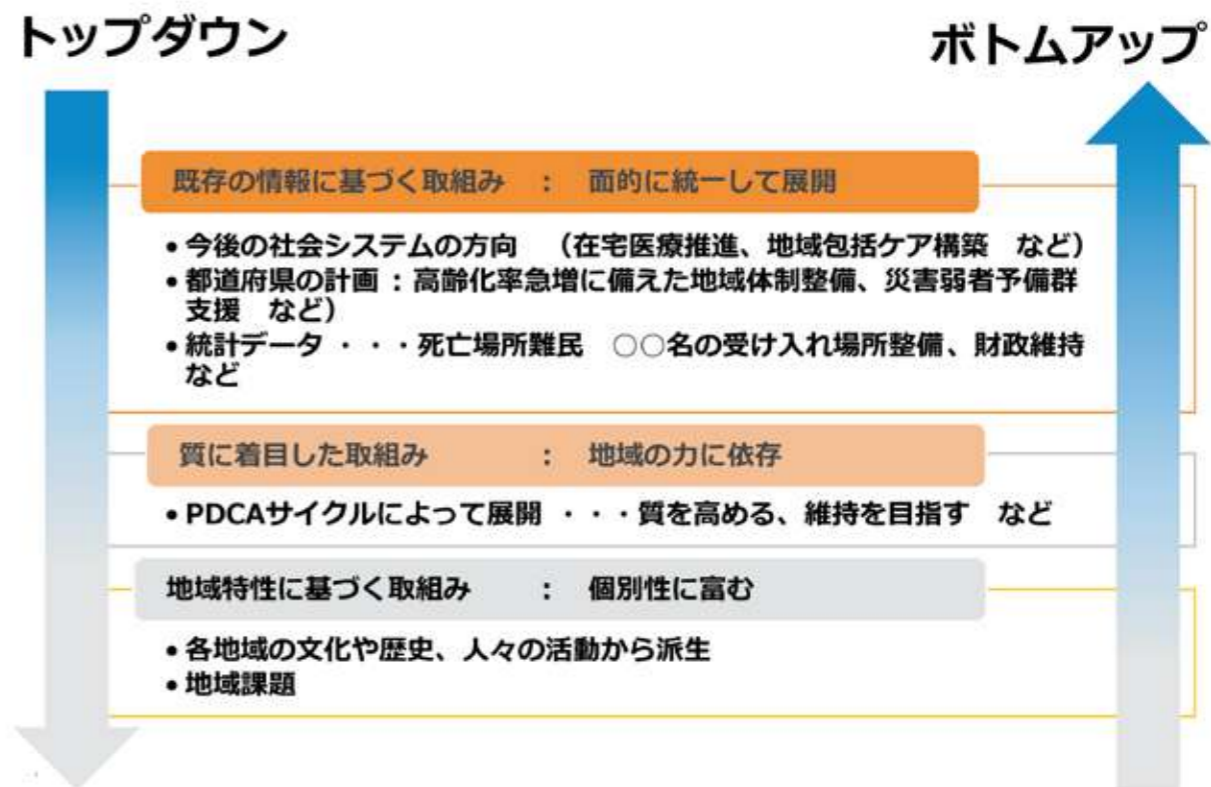 トップダウン
ボトムアップ
既存の情報に基づく取組み　：　面的に統一して展開
• 今後の社会システムの方向　（在宅医療推進、地域包括ケア構築　など）
• 都道府県の計画：高齢化率急増に備えた地域体制整備、災害弱者予備群
支援　など）
• 統計データ ・・・死亡場所難民　○○名の受け入れ場所整備、財政維持
など
質に着目した取組み　：　地域の力に依存
• PDCAサイクルによって展開 ・・・質を高める、維持を目指す　など
地域特性に基づく取組み　：　個別性に富む
• 各地域の文化や歴史、人々の活動から派生
• 地域課題